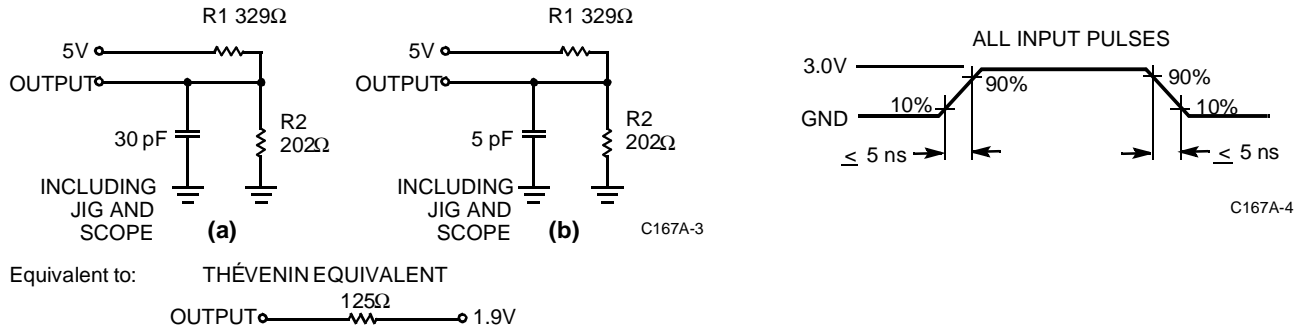 R1 329Ω
5V
OUTPUT
30 pF
R2
202Ω
INCLUDING
JIG AND
SCOPE
(a)
R1 329Ω
5V
OUTPUT
5 pF
R2
202Ω
INCLUDING
JIG AND
SCOPE
(b)
C167A-3
ALL INPUT PULSES
3.0V
90%
90%
GND
10%
10%
≤ 5 ns
≤ 5 ns
C167A-4
Equivalent to: THÉVENIN EQUIVALENT
125Ω
OUTPUT 1.9V